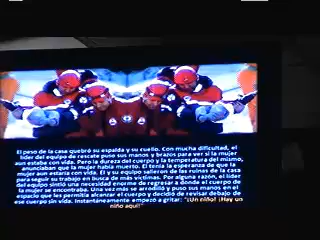 El peso de la casa quebró su espalda y su cuello. Con mucha dificultad, el
líder del equipo de rescate puso sus manos y brazos para ver si la mujer
aun estaba con vida. Pero la dureza del cuerpo y la temperatura del mismo,
anunciaban que la mujer había muerto. El tenía la esperanza de que la
mujer aun estaría con vida. El y su equipo salieron de las ruinas de la casa
para seguir su trabajo en busca de más victimas. Por alguna razón, el líder
del equipo sintió una necesidad enorme de regresar a donde el cuerpo de
la mujer se encontraba. Una vez más se arrodilló y puso sus manos en el
espacio que les permitía alcanzar el cuerpo y decidió de revisar debajo de
ese cuerpo sin vida. Instantáneamente empezó a gritar: "¡Un niño! ¡Hay un
niño aquí!"